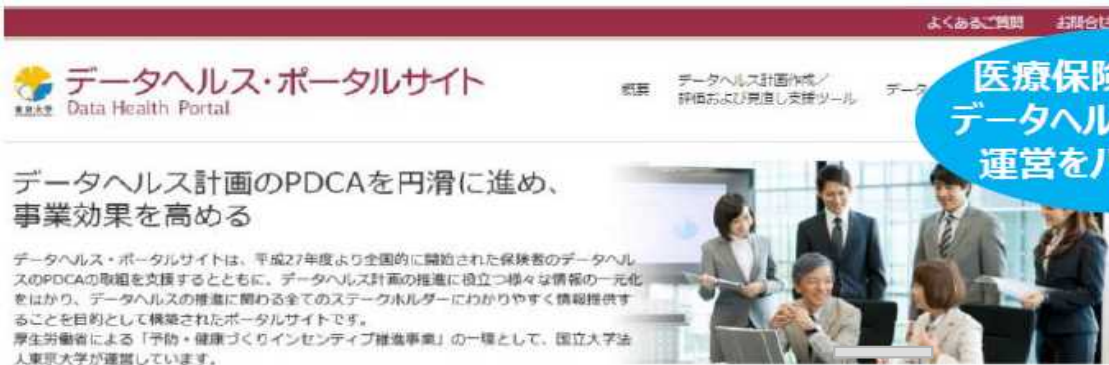 よくあるご質問 お問合せ
データヘルス・ポータルサイト
東京大学 Data Health Portal
概要 データヘルス計画作成/
評価および見直し支援ツール
データ
医療保険
データヘル
運営を
データヘルス計画のPDCAを円滑に進め、
事業効果を高める
データヘルス・ポータルサイトは、平成27年度より全国的に開始された保険者のデータヘル
スのPDCAの取組を支援するとともに、データヘルス計画の推進に役立つ様々な情報の一元化
をはかり、データヘルスの推進に関わる全てのステークホルダーにわかりやすく情報提供す
ることを目的として構築されたポータルサイトです。
厚生労働省による「予防・健康づくりインセンティブ推進事業」の一環として、国立大学法
人東京大学が運営しています。